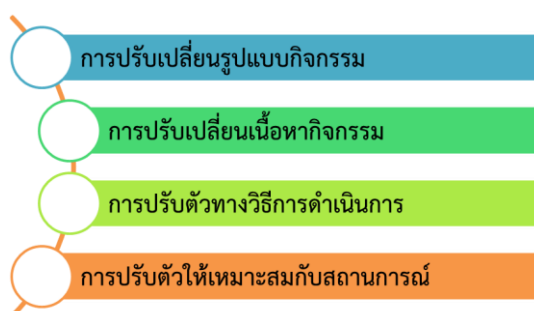 การปรับเปลี่ยนรูปแบบกิจกรรม
การปรับเปลี่ยนเนื้อหากิจกรรม
การปรับตัวทางวิธีการดำเนินการ
การปรับตัวให้เหมาะสมกับสถานการณ์